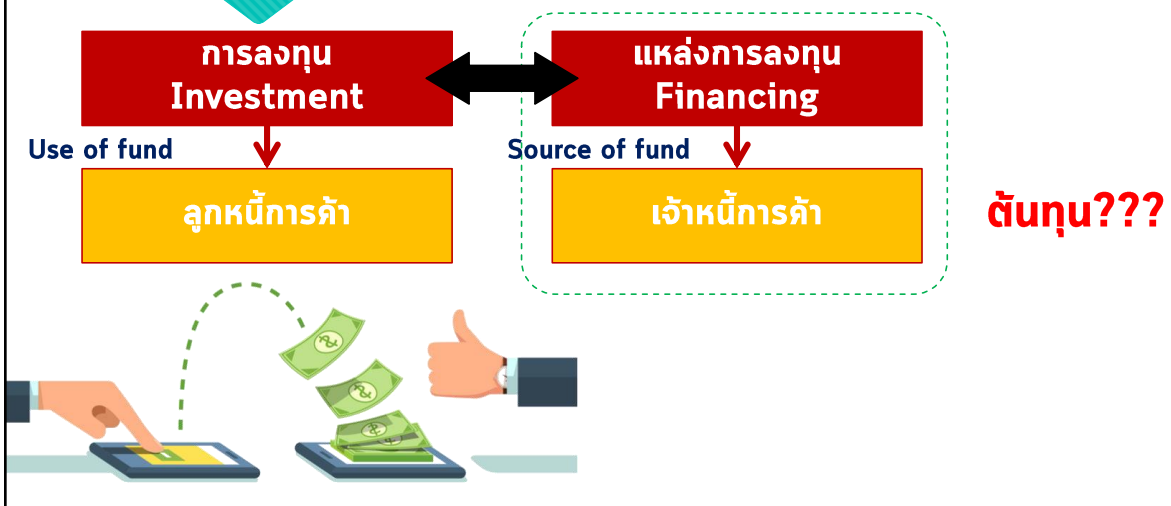 การลงทุน
Investment
แหล่งการลงทุน
Financing
Use of fund
Source of fund
ลูกหนี้การค้า
เจ้าหนี้การค้า
ต้นทุน???